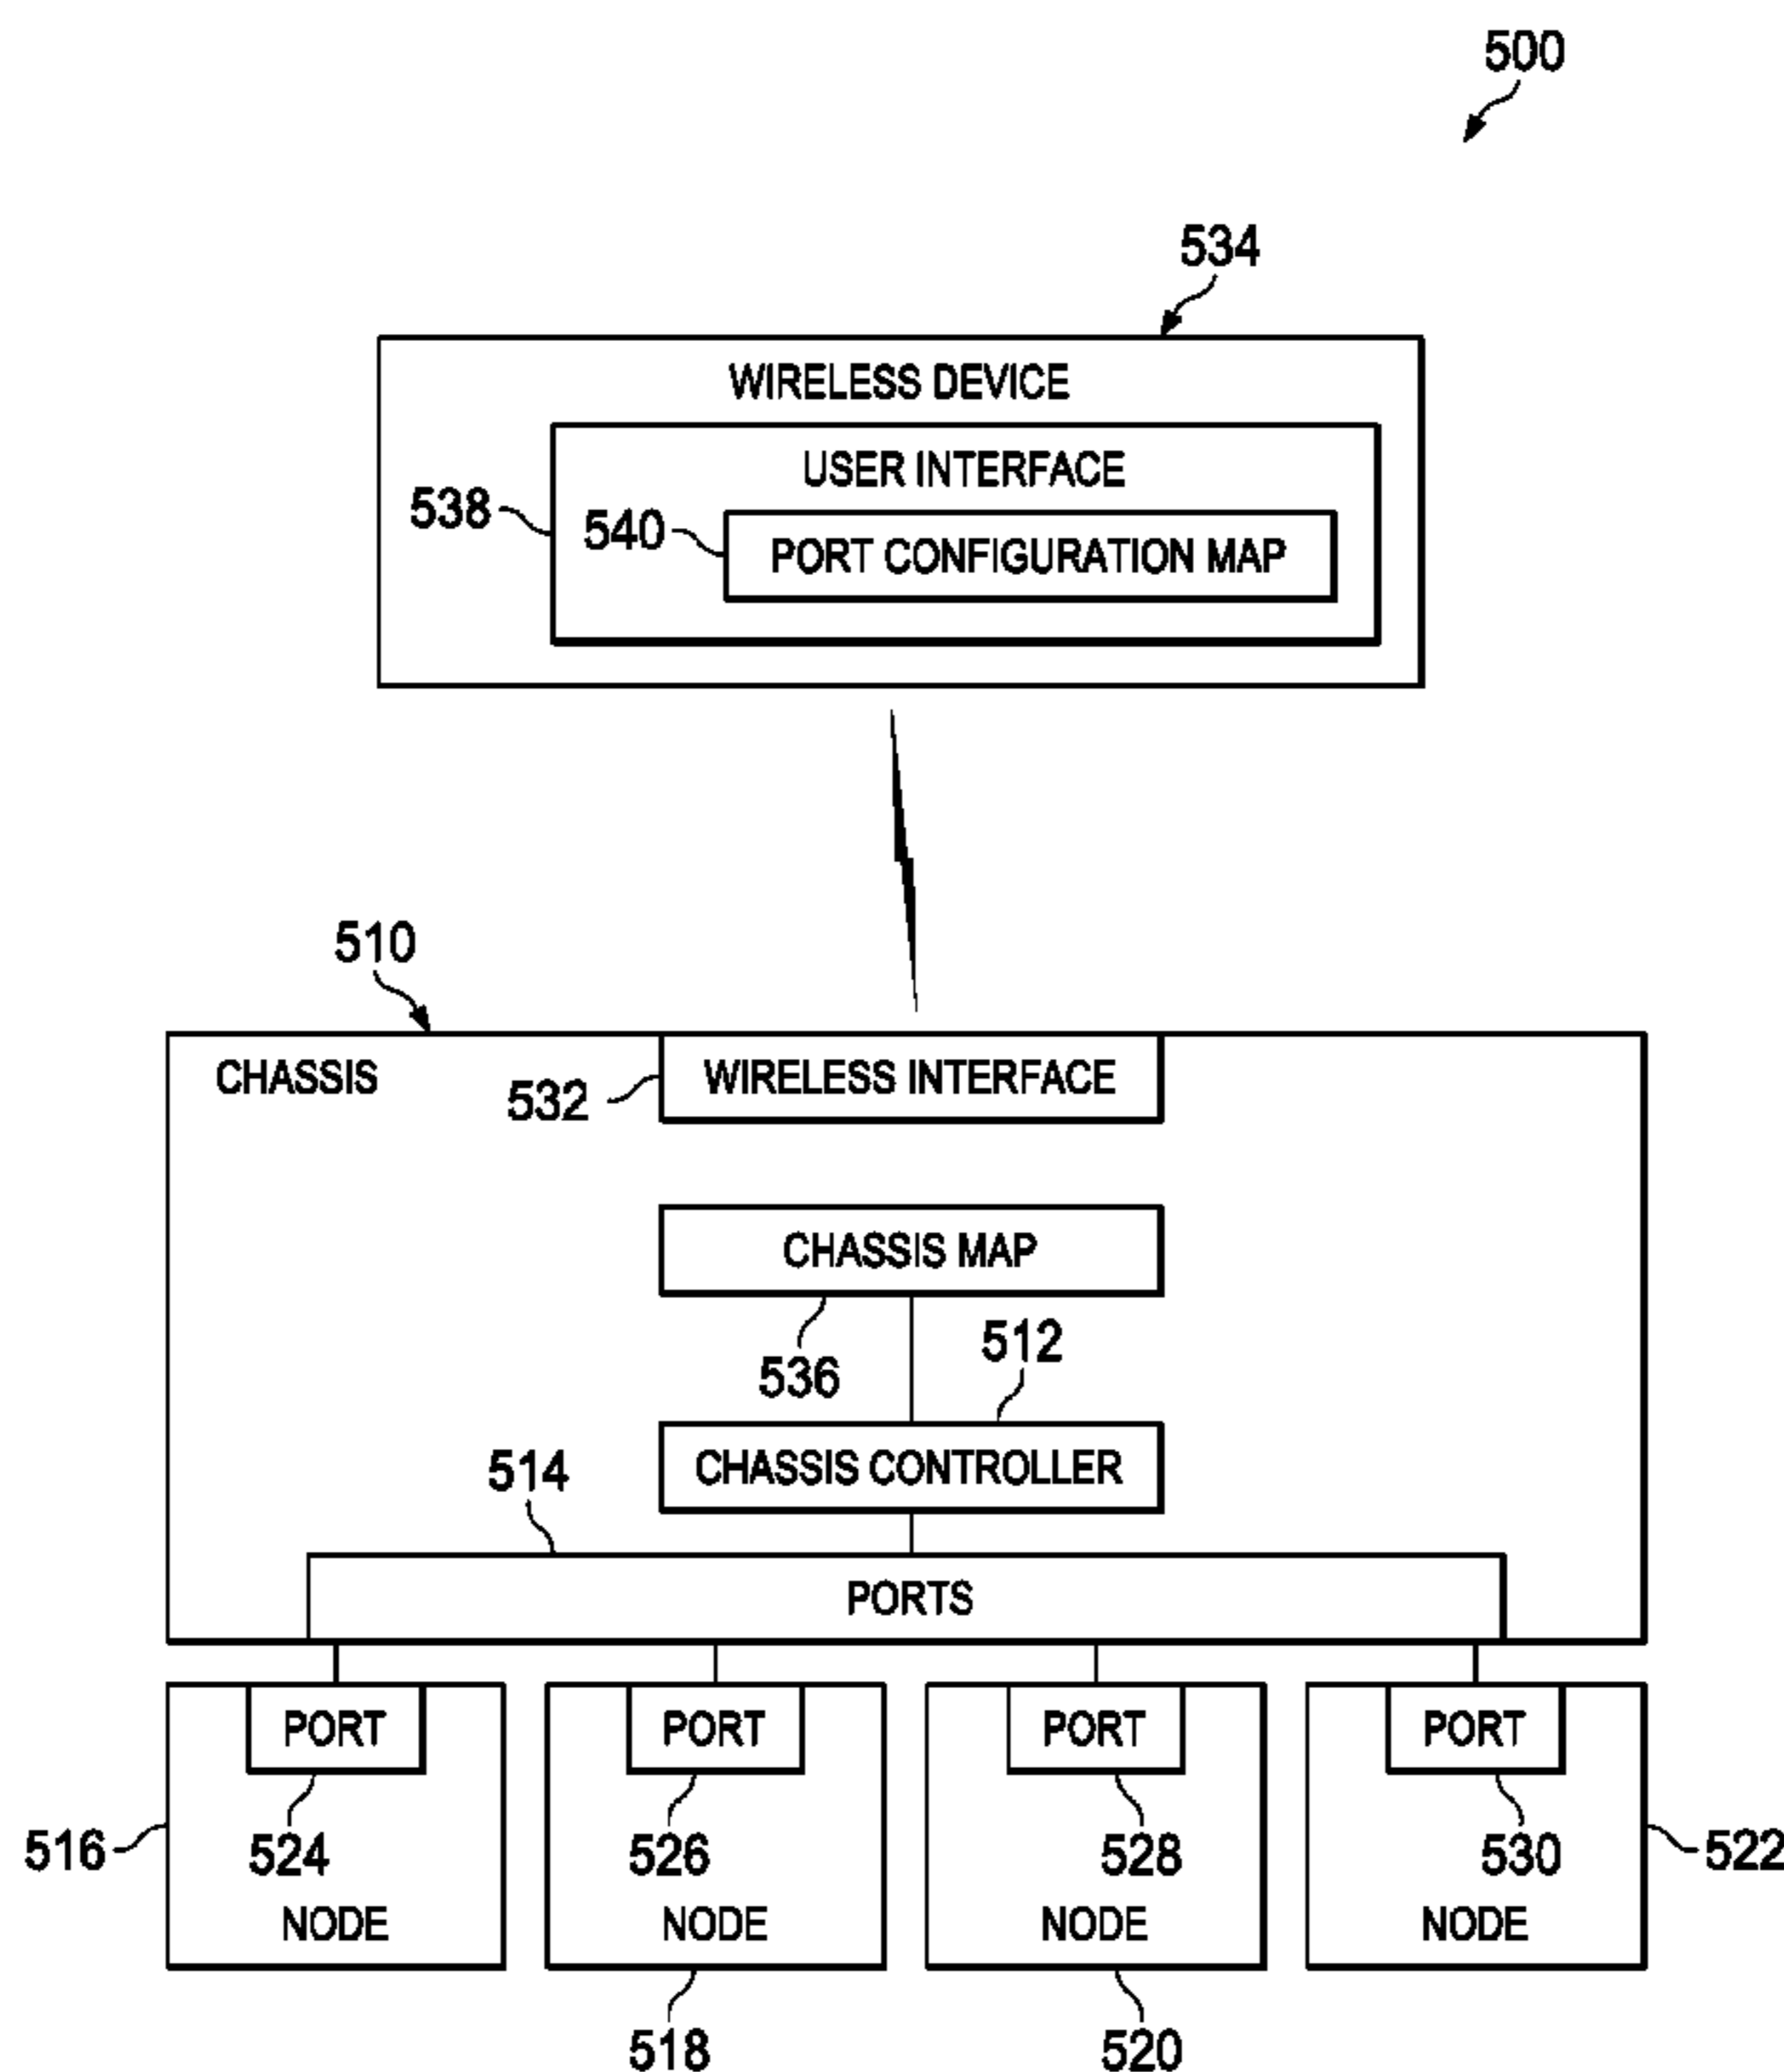 500
534
WIRELESS DEVICE
USER INTERFACE
538
540
PORT CONFIGURATION MAP
510
CHASSIS
WIRELESS INTERFACE
532
CHASSIS MAP
536
512
CHASSIS CONTROLLER
514
PORTS
PORT PORT PORT PORT
516 524 526 528 530 522
NODE NODE NODE NODE
518 520